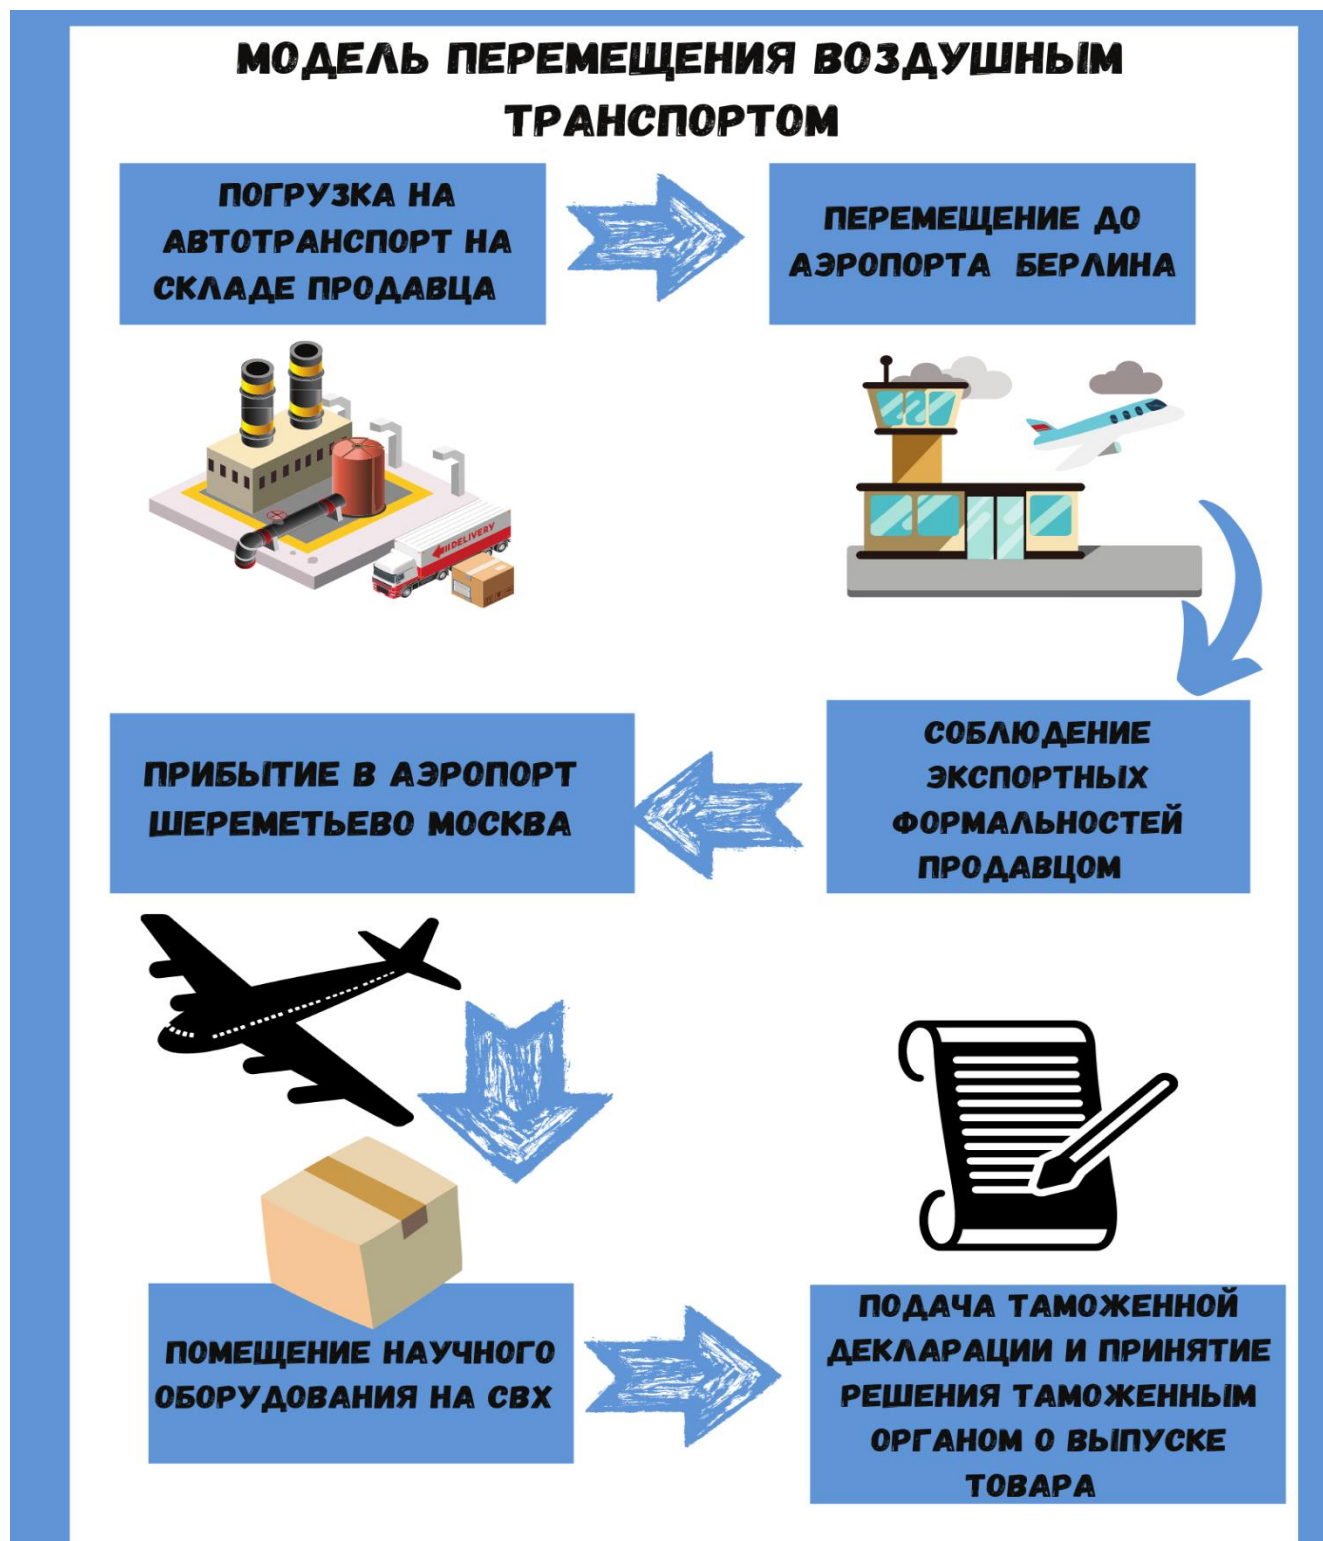 МОДЕЛЬ ПЕРЕМЕЩЕНИЯ ВОЗДУШНЫМ
ТРАНСПОРТОМ
ПОГРУЗКА НА
АВТОТРАНСПОРТ НА
СКЛАДЕ ПРОДАВЦА
ПЕРЕМЕЩЕНИЕ ДО
АЭРОПОРТА БЕРЛИНА
DELIVERY
СОБЛЮДЕНИЕ
ЭКСПОРТНЫХ
ФОРМАЛЬНОСТЕЙ
ПРОДАВЦОМ
ПРИБЫТИЕ В АЭРОПОРТ
ШЕРЕМЕТЬЕВО МОСКВА
ПОМЕЩЕНИЕ НАУЧНОГО
ОБОРУДОВАНИЯ НА СВХ
ПОДАЧА ТАМОЖЕННОЙ
ДЕКЛАРАЦИИ И ПРИНЯТИЕ
РЕШЕНИЯ ТАМОЖЕННЫМ
ОРГАНОМ О ВЫПУСКЕ
ТОВАРА